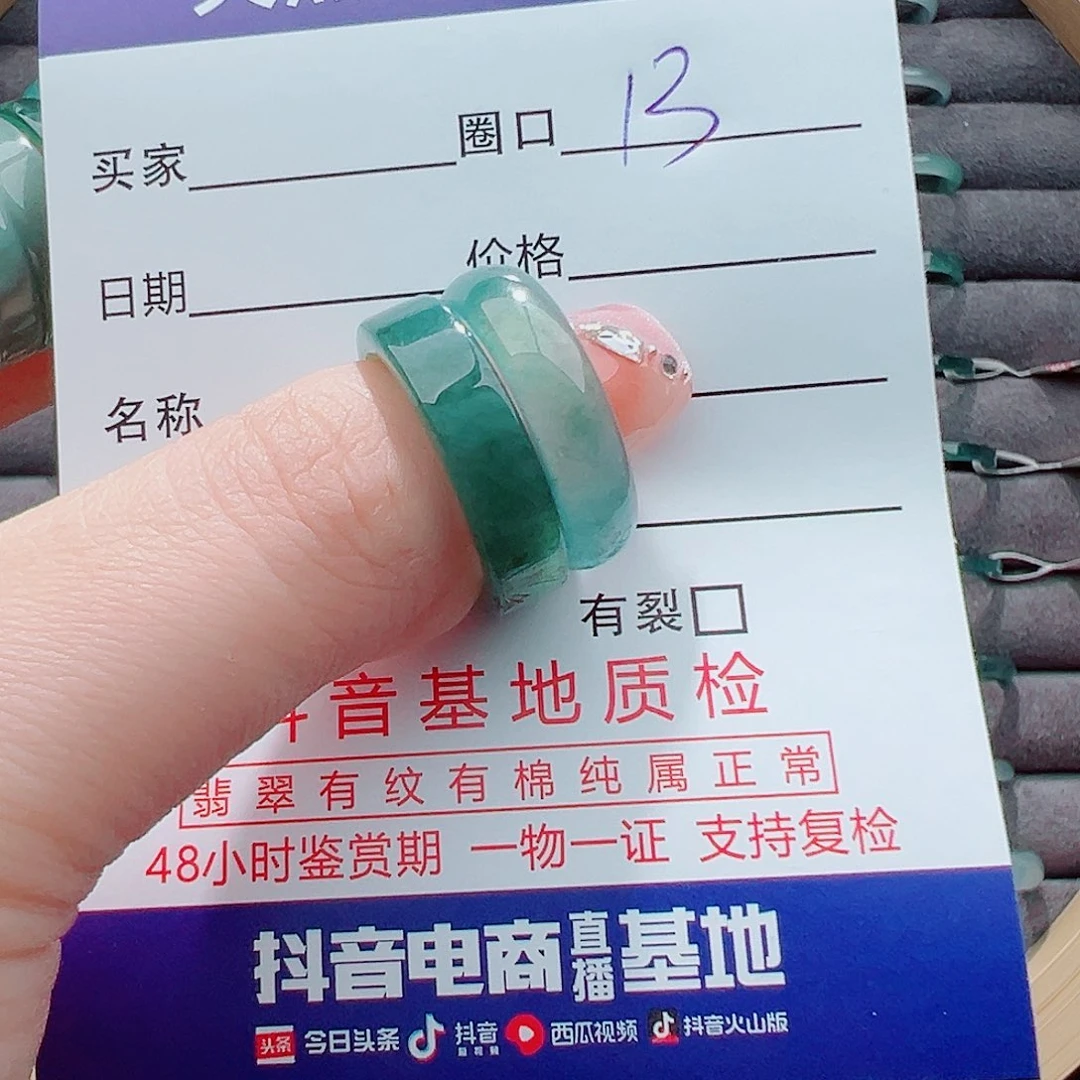 买家 圈口 13
日期 价格
名称
有裂
音基地质检
翡翠有纹有棉纯属正常
48小时鉴赏期 一物一证 支持复检
抖音电商直播基地
头条 今日头条 抖音 西瓜视频 抖音火山版